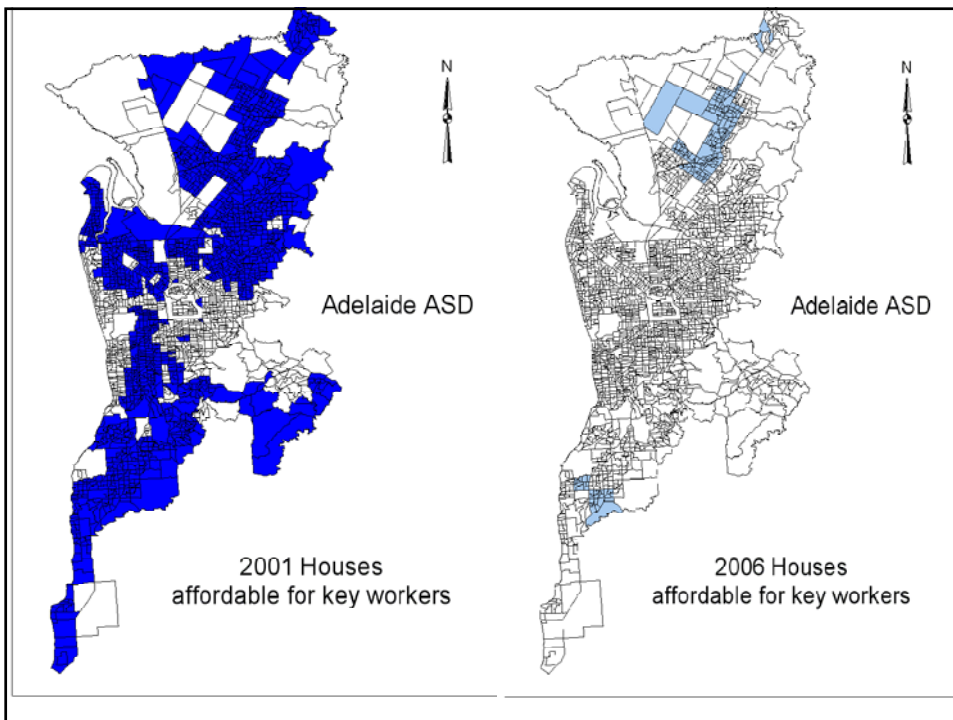 N
Adelaide ASD
2001 Houses
affordable for key workers
N
Adelaide ASD
2006 Houses
affordable for key workers